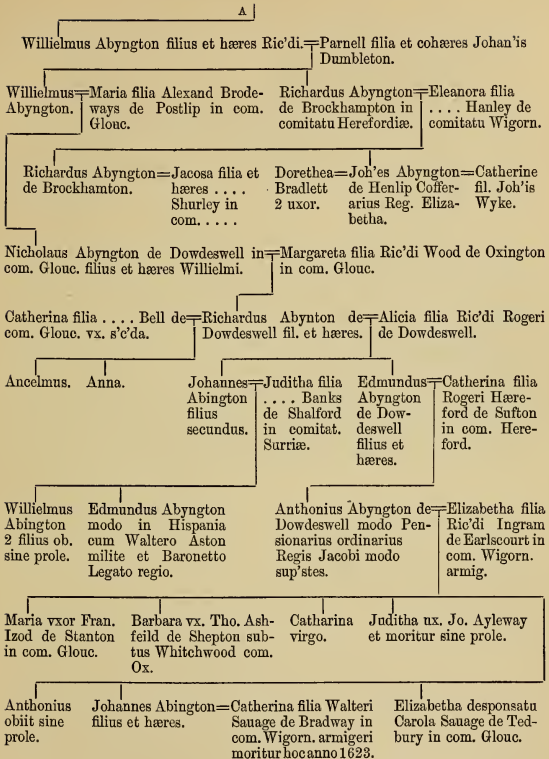 A
Willielmus Abyngton filius et hæres Ric'di.
Parnell filia et cohæres Johan'is
Dumbleton.
Willielmus
Abyngton.
Maria filia Alexand Brode-
ways de Postlip in com.
Glouc.
Richardus Abyngton
de Brockhampton in
comitatu Herefordiæ.
Eleanora filia
. . . . Hanley de
comitatu Wigorn.
Richardus Abyngton
de Brockhamton.
Jacosa filia et
hæres . . . .
Shurley in
com. . . . .
Dorethea
Bradlett
2 uxor.
Joh'es Abyngton
de Henlip Coffer-
arius Reg. Eliza-
betha.
Catherine
fil. Joh'is
Wyke.
Nicholaus Abyngton de Dowdeswell in
com. Glouc. filius et hæres Willielmi.
Margareta filia Ric'di Wood de Oxington
in com. Glouc.
Catherina filia . . . . Bell de
com. Glouc. vx. s'c'da.
Richardus Abynton de
Dowdeswell fil. et hæres.
Alicia filia Ric'di Rogeri
de Dowdeswell.
Ancelmus.
Anna.
Johannes
Abington
filius
secundus.
Juditha filia
. . . . Banks
de Shalford
in comitat.
Surriæ.
Edmundus
Abyngton
de Dow-
deswell
filius et
hæres.
Catherina filia
Rogeri Hære-
ford de Sufton
in com. Here-
ford.
Willielmus
Abington
2 filius ob.
sine prole.
Edmundus Abyngton
modo in Hispania
cum Waltero Aston
milite et Baronetto
Legato regio.
Anthonius Abyngton de
Dowdeswell modo Pen-
sionarius ordinarius
Regis Jacobi modo
sup'stes.
Elizabetha filia
Ric'di Ingram
de Earlscourt in
com. Wigorn.
armig.
Maria vxor Fran.
Izod de Stanton
in com. Glouc.
Barbara vx. Tho. Ash-
feild de Shepton sub-
tus Whitchwood com.
Ox.
Catharina
virgo.
Juditha ux. Jo. Ayleway
et moritur sine prole.
Anthonius
obiit sine
prole.
Johannes Abington
filius et hæres.
Catherina filia Walteri
Sauage de Bradway in
com. Wigorn. armigeri
moritur hoc anno 1623.
Elizabetha desponsatu
Carola Sauage de Ted-
bury in com. Glouc.